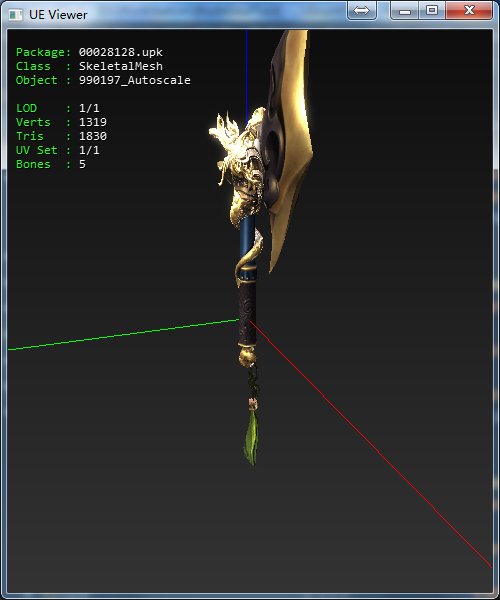 UE Viewer
Package: 00028128.upk
Class : SkeletalMesh
Object : 990197_Autoscale
LOD : 1/1
Verts : 1319
Tris : 1830
UV Set : 1/1
Bones : 5